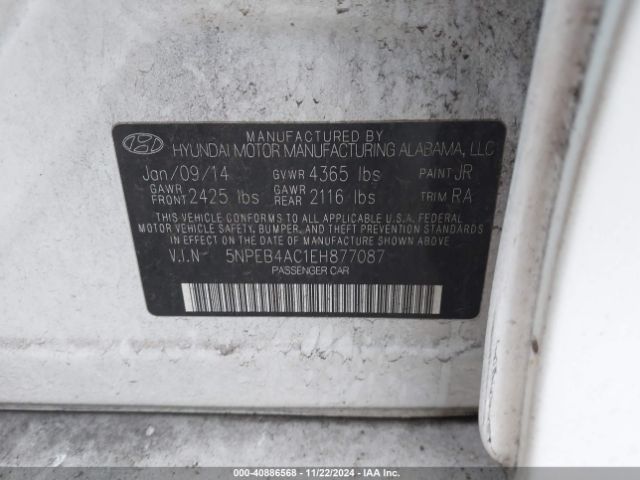 MANUFACTURED BY
HYUNDAI MOTOR MANUFACTURING ALABAMA, LLC
Jan/09/14 GVWR 4365 lbs PAINT JR
GAWR FRONT 2425 lbs GAWR REAR 2116 lbs TRIM RA
THIS VEHICLE CONFORMS TO ALL APPLICABLE U.S.A. FEDERAL
MOTOR VEHICLE SAFETY, BUMPER, AND THEFT PREVENTION
STANDARDS IN EFFECT ON THE DATE OF MANUFACTURE SHOWN ABOVE.
V.I.N 5NPEB4AC1EH877087
PASSENGER CAR
000-40886568 - 11/22/2024 - IAA Inc.